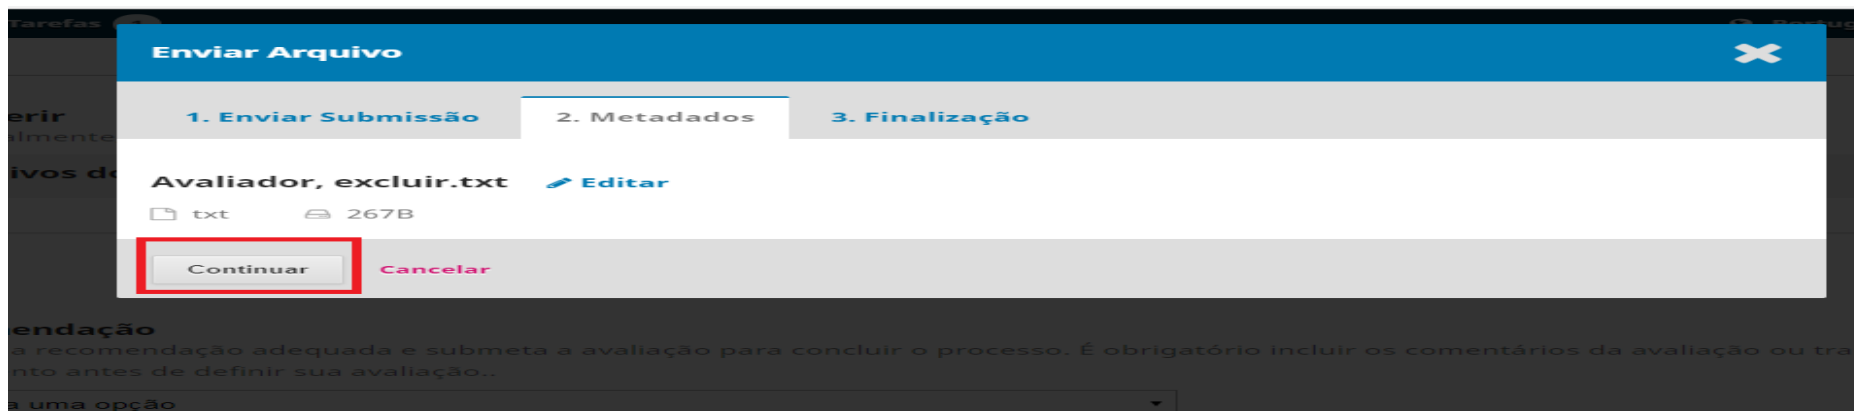 Tarefas
Enviar Arquivo
erir
1. Enviar Submissão
2. Metadados
3. Finalização
almente
ivos do
Avaliador, excluir.txt Editar
txt 267B
Continuar Cancelar
endação
a recomendação adequada e submeta a avaliação para concluir o processo. É obrigatório incluir os comentários da avaliação ou tra
nto antes de definir sua avaliação..
a uma opção